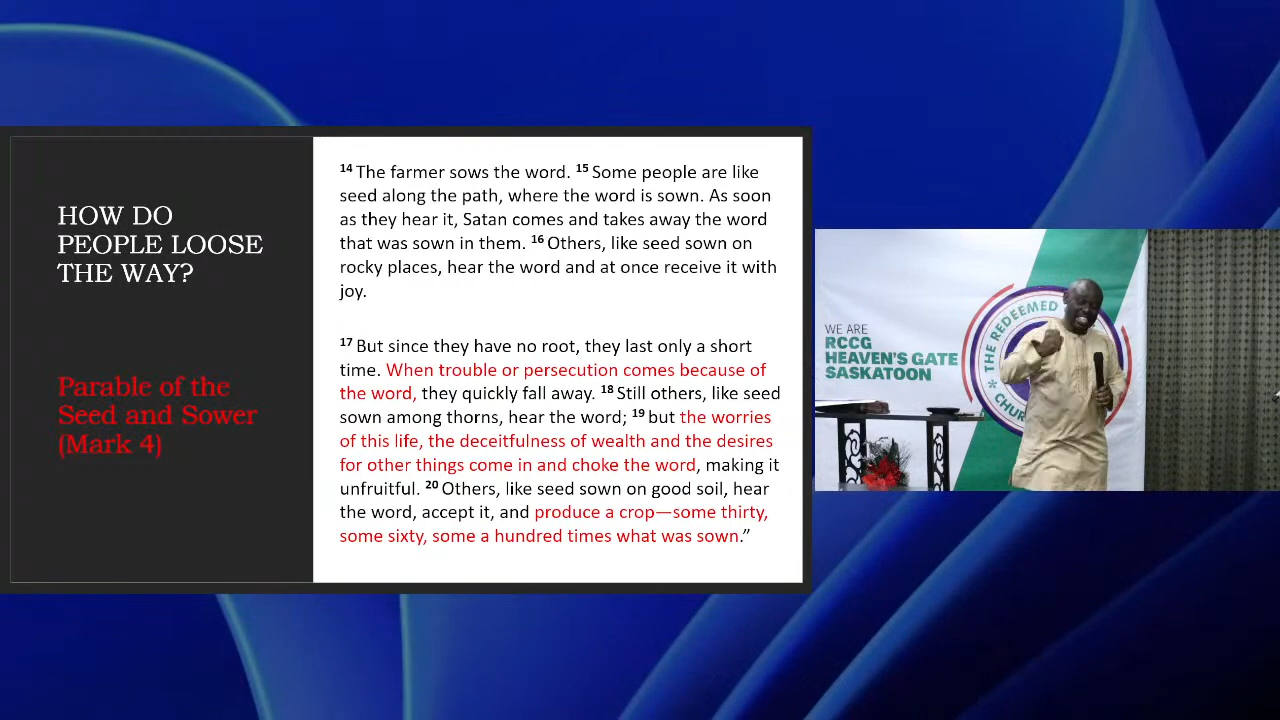 HOW DO
PEOPLE LOOSE
THE WAY?
Parable of the
Seed and Sower
(Mark 4)
14 The farmer sows the word. 15 Some people are like
seed along the path, where the word is sown. As soon
as they hear it, Satan comes and takes away the word
that was sown in them. 16 Others, like seed sown on
rocky places, hear the word and at once receive it with
joy.
17 But since they have no root, they last only a short
time. When trouble or persecution comes because of
the word, they quickly fall away. 18 Still others, like seed
sown among thorns, hear the word; 19 but the worries
of this life, the deceitfulness of wealth and the desires
for other things come in and choke the word, making it
unfruitful. 20 Others, like seed sown on good soil, hear
the word, accept it, and produce a crop—some thirty,
some sixty, some a hundred times what was sown.”
WE ARE
RCCG
HEAVEN'S GATE
SASKATOON
THE REDEEMED